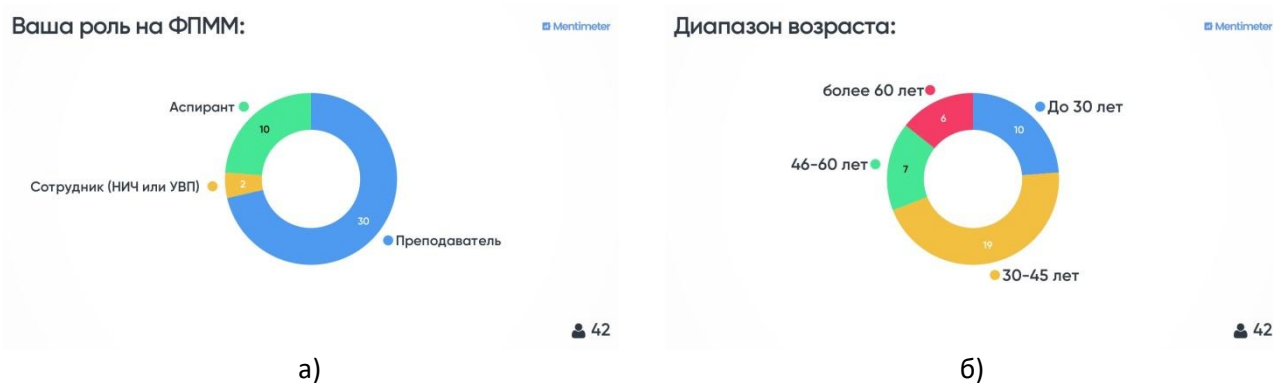 Ваша роль на ФПММ:
Mentimeter
Аспирант
10
Сотрудник (НИЧ или УВП)
2
30
Преподаватель
42
а)
Диапазон возраста:
Mentimeter
более 60 лет
6
До 30 лет
10
46-60 лет
7
19
30-45 лет
42
б)